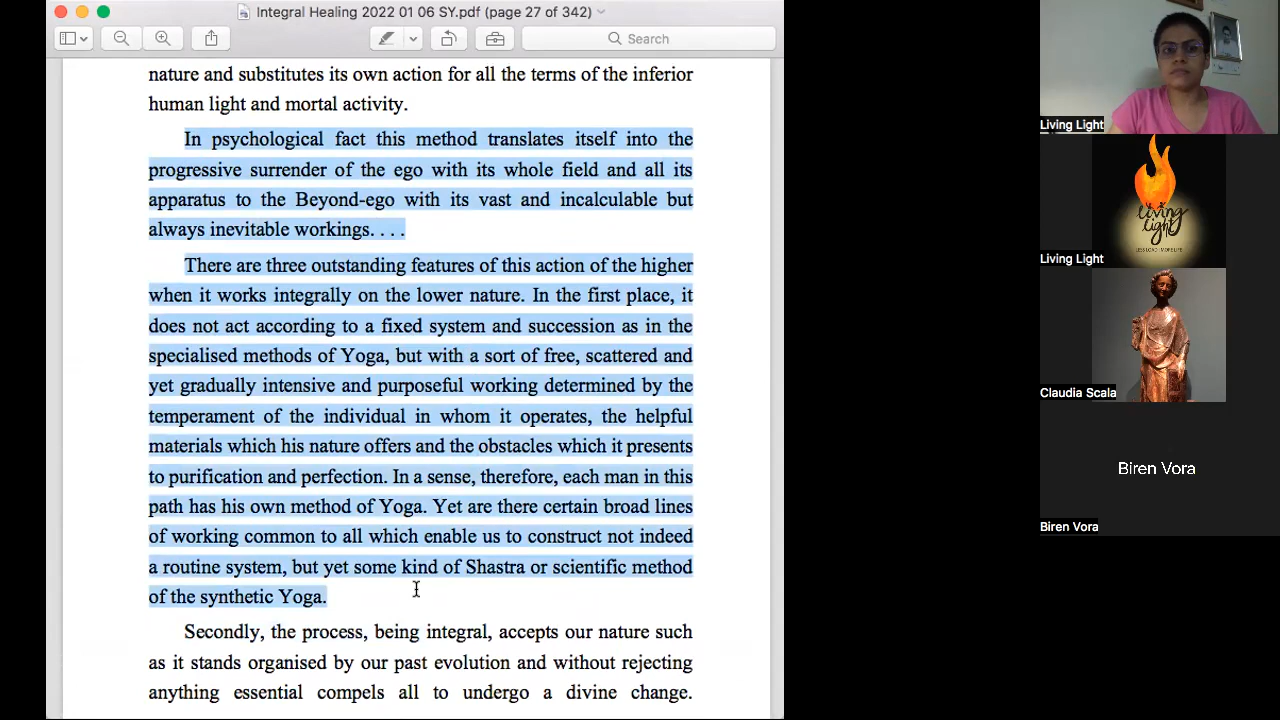 Integral Healing 2022 01 06 SY.pdf (page 27 of 342)
Search
nature and substitutes its own action for all the terms of the inferior
human light and mortal activity.
In psychological fact this method translates itself into the
progressive surrender of the ego with its whole field and all its
apparatus to the Beyond-ego with its vast and incalculable but
always inevitable workings. . . .
There are three outstanding features of this action of the higher
when it works integrally on the lower nature. In the first place, it
does not act according to a fixed system and succession as in the
specialised methods of Yoga, but with a sort of free, scattered and
yet gradually intensive and purposeful working determined by the
temperament of the individual in whom it operates, the helpful
materials which his nature offers and the obstacles which it presents
to purification and perfection. In a sense, therefore, each man in this
path has his own method of Yoga. Yet are there certain broad lines
of working common to all which enable us to construct not indeed
a routine system, but yet some kind of Shastra or scientific method
of the synthetic Yoga.
Secondly, the process, being integral, accepts our nature such
as it stands organised by our past evolution and without rejecting
anything essential compels all to undergo a divine change.
Living Light
living
light
LESS LOAD MORE LIFE
Living Light
Claudia Scala
Biren Vora
Biren Vora